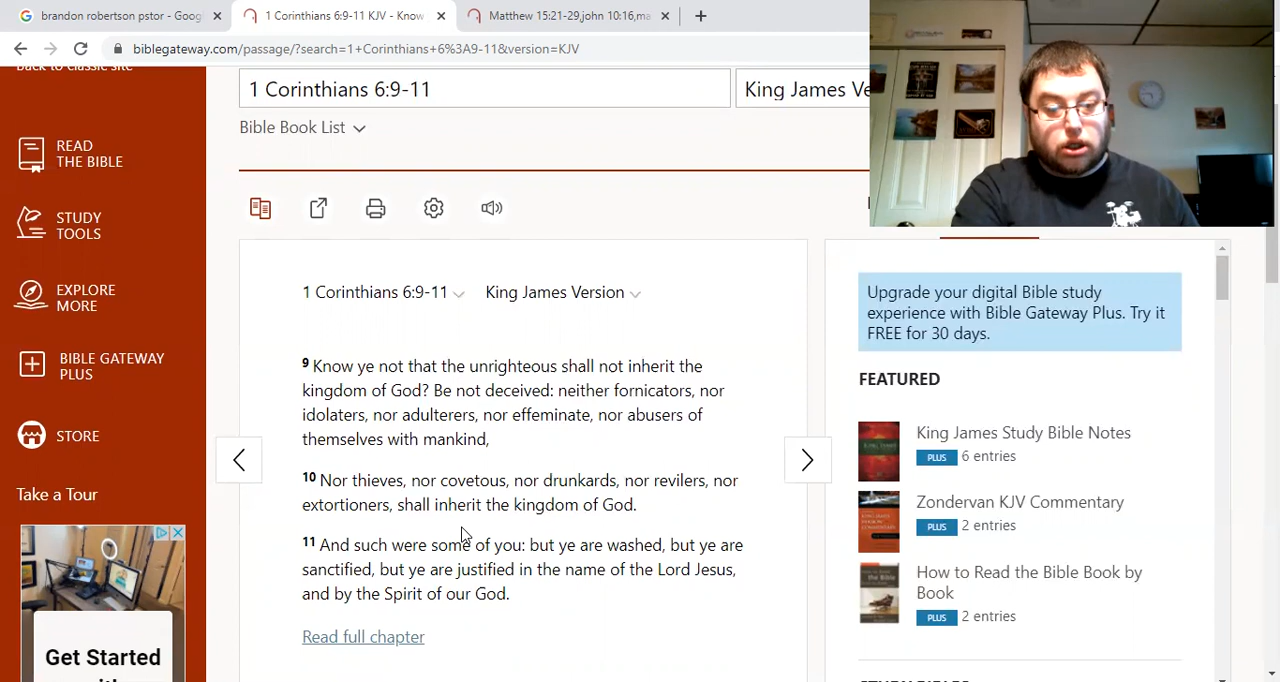 brandon robertson pstor - Goog
1 Corinthians 6:9-11 KJV - Know
Matthew 15:21-29,john 10:16,ma
biblegateway.com/passage/?search=1+Corinthians+6%3A9-11&version=KJV
Back to classic site
1 Corinthians 6:9-11
King James Ve
Bible Book List
READ
THE BIBLE
STUDY
TOOLS
EXPLORE
MORE
BIBLE GATEWAY
PLUS
STORE
Take a Tour
Get Started
1 Corinthians 6:9-11
King James Version
9 Know ye not that the unrighteous shall not inherit the
kingdom of God? Be not deceived: neither fornicators, nor
idolaters, nor adulterers, nor effeminate, nor abusers of
themselves with mankind,
10 Nor thieves, nor covetous, nor drunkards, nor revilers, nor
extortioners, shall inherit the kingdom of God.
11 And such were some of you: but ye are washed, but ye are
sanctified, but ye are justified in the name of the Lord Jesus,
and by the Spirit of our God.
Read full chapter
Upgrade your digital Bible study
experience with Bible Gateway Plus. Try it
FREE for 30 days.
FEATURED
King James Study Bible Notes
PLUS 6 entries
Zondervan KJV Commentary
PLUS 2 entries
How to Read the Bible Book by
Book
PLUS 2 entries